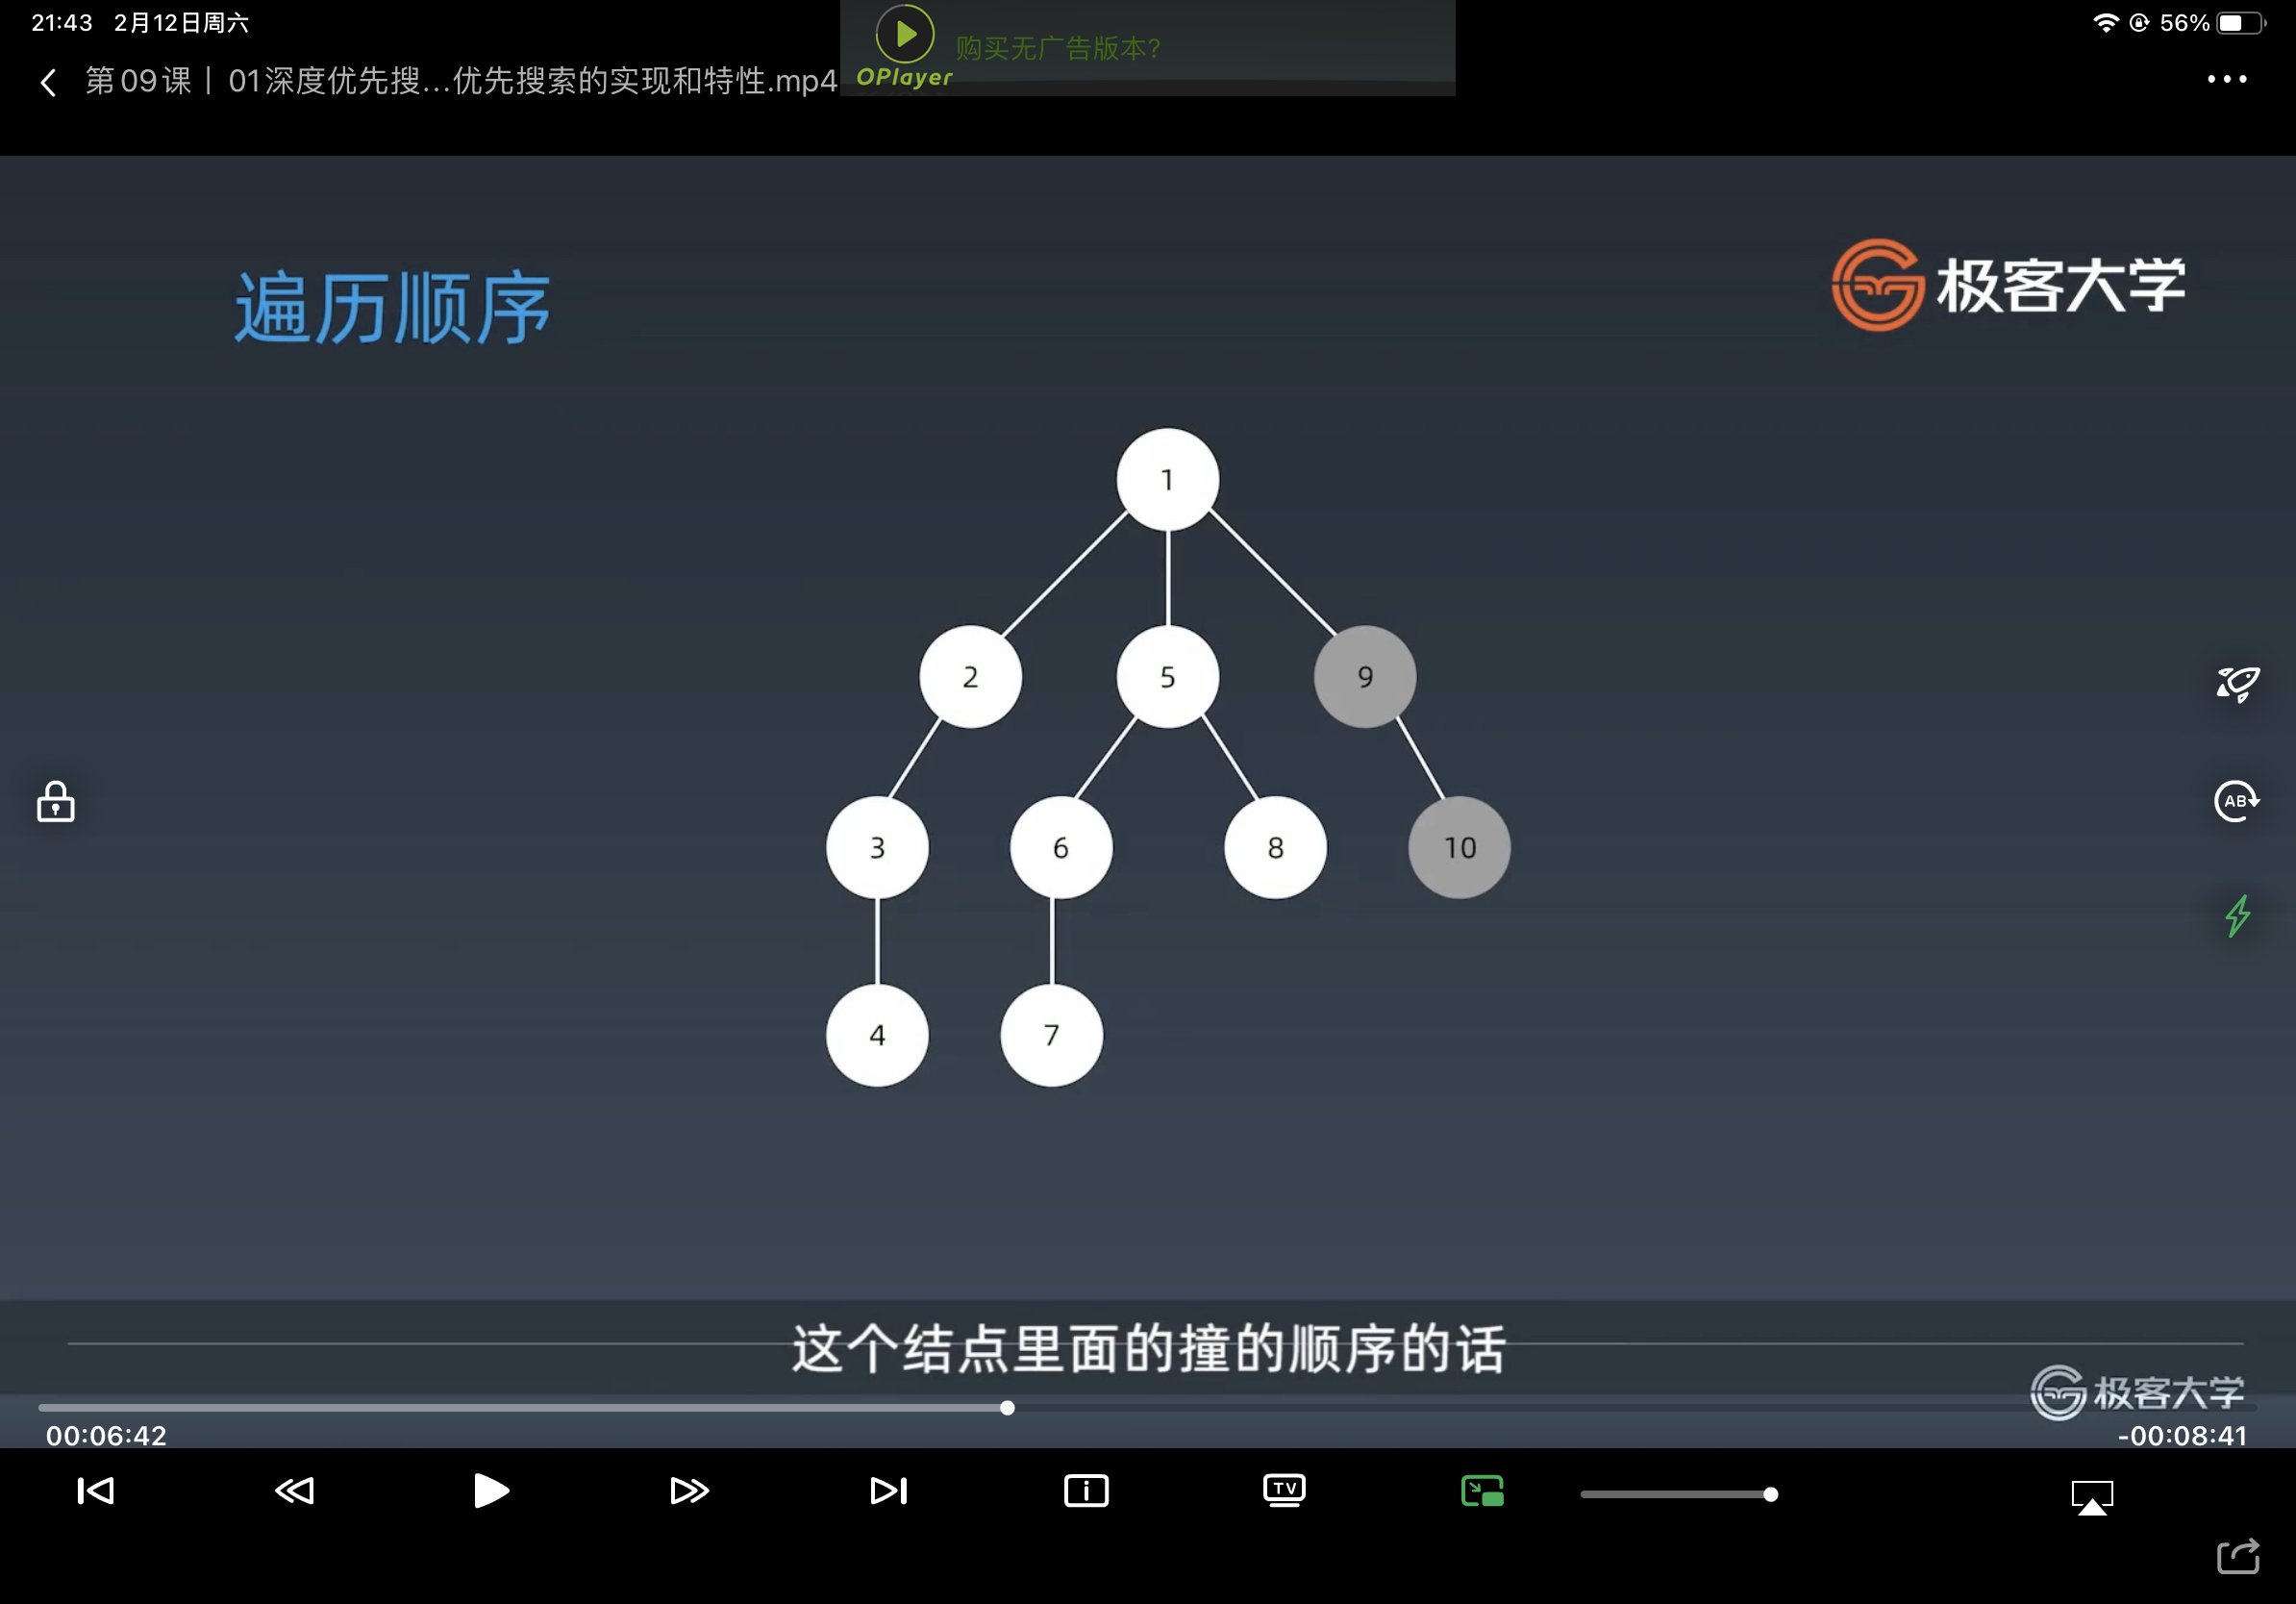 21:43 2月12日周六
56%
购买无广告版本?
OPlayer
第09课丨01深度优先搜...优先搜索的实现和特性.mp4
遍历顺序
极客大学
1
2 5 9
3 6 8 10
4 7
AB
这个结点里面的撞的顺序的话
极客大学
00:06:42
-00:08:41
TV